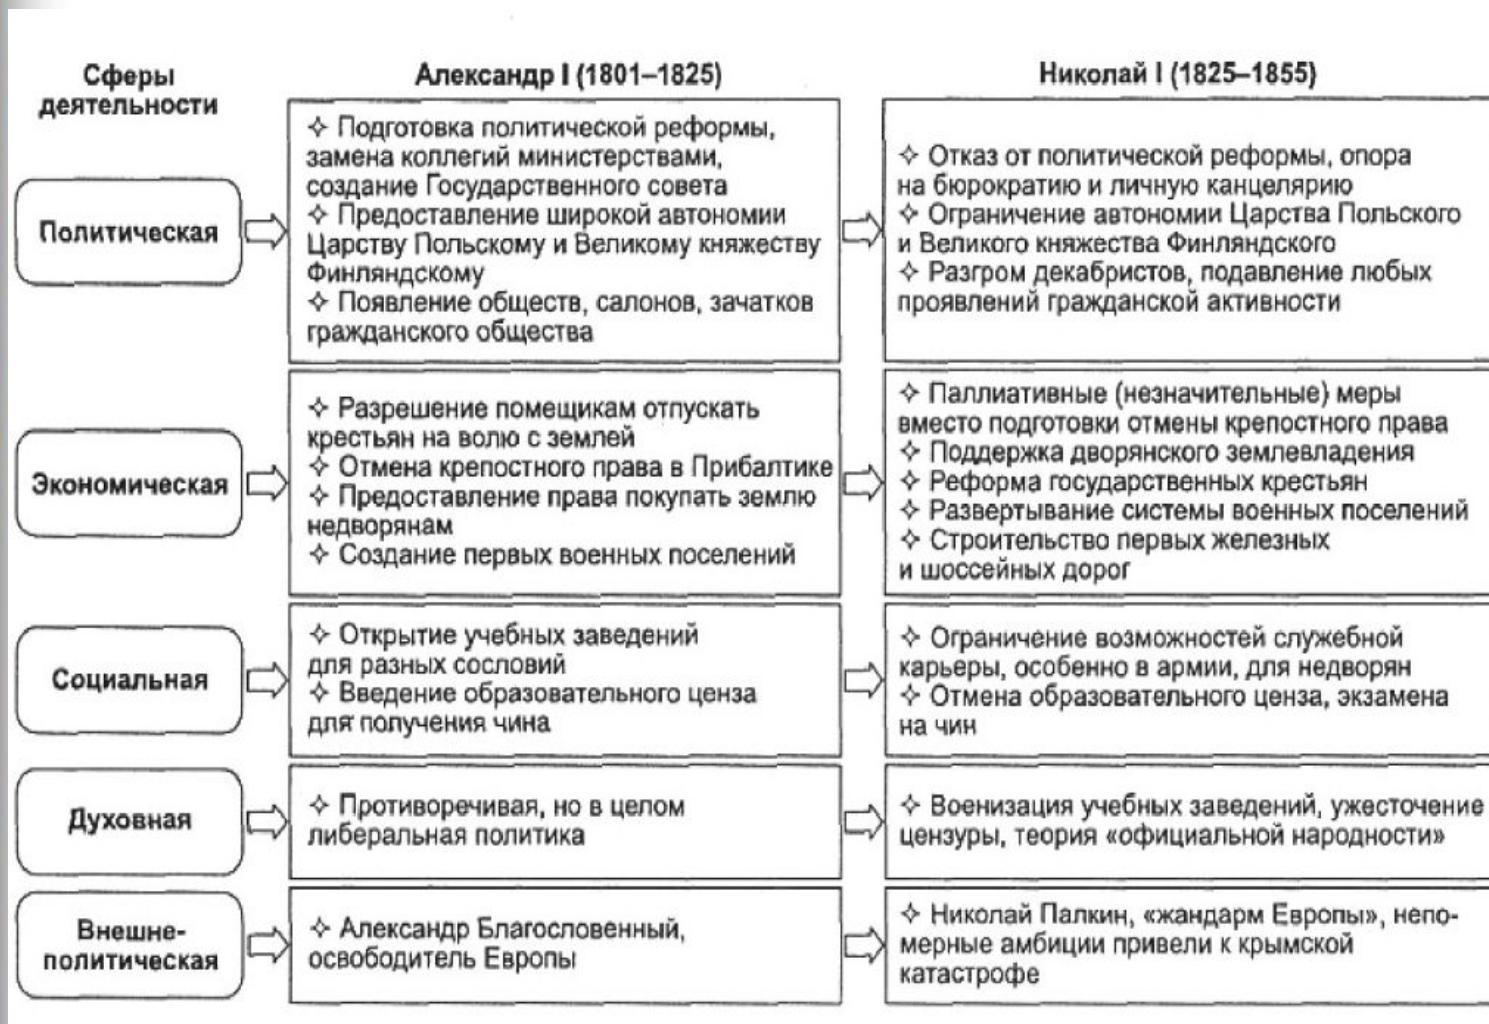 Сферы
деятельности
Александр I (1801–1825)
Николай I (1825–1855)
Политическая
✧ Подготовка политической реформы,
замена коллегий министерствами,
создание Государственного совета
✧ Предоставление широкой автономии
Царству Польскому и Великому княжеству
Финляндскому
✧ Появление обществ, салонов, зачатков
гражданского общества
✧ Отказ от политической реформы, опора
на бюрократию и личную канцелярию
✧ Ограничение автономии Царства Польского
и Великого княжества Финляндского
✧ Разгром декабристов, подавление любых
проявлений гражданской активности
Экономическая
✧ Разрешение помещикам отпускать
крестьян на волю с землей
✧ Отмена крепостного права в Прибалтике
✧ Предоставление права покупать землю
недворянам
✧ Создание первых военных поселений
✧ Паллиативные (незначительные) меры
вместо подготовки отмены крепостного права
✧ Поддержка дворянского землевладения
✧ Реформа государственных крестьян
✧ Развертывание системы военных поселений
✧ Строительство первых железных
и шоссейных дорог
Социальная
✧ Открытие учебных заведений
для разных сословий
✧ Введение образовательного ценза
для получения чина
✧ Ограничение возможностей служебной
карьеры, особенно в армии, для недворян
✧ Отмена образовательного ценза, экзамена
на чин
Духовная
✧ Противоречивая, но в целом
либеральная политика
✧ Военизация учебных заведений, ужесточение
цензуры, теория «официальной народности»
Внешне-
политическая
✧ Александр Благословенный,
освободитель Европы
✧ Николай Палкин, «жандарм Европы», непо-
мерные амбиции привели к крымской
катастрофе